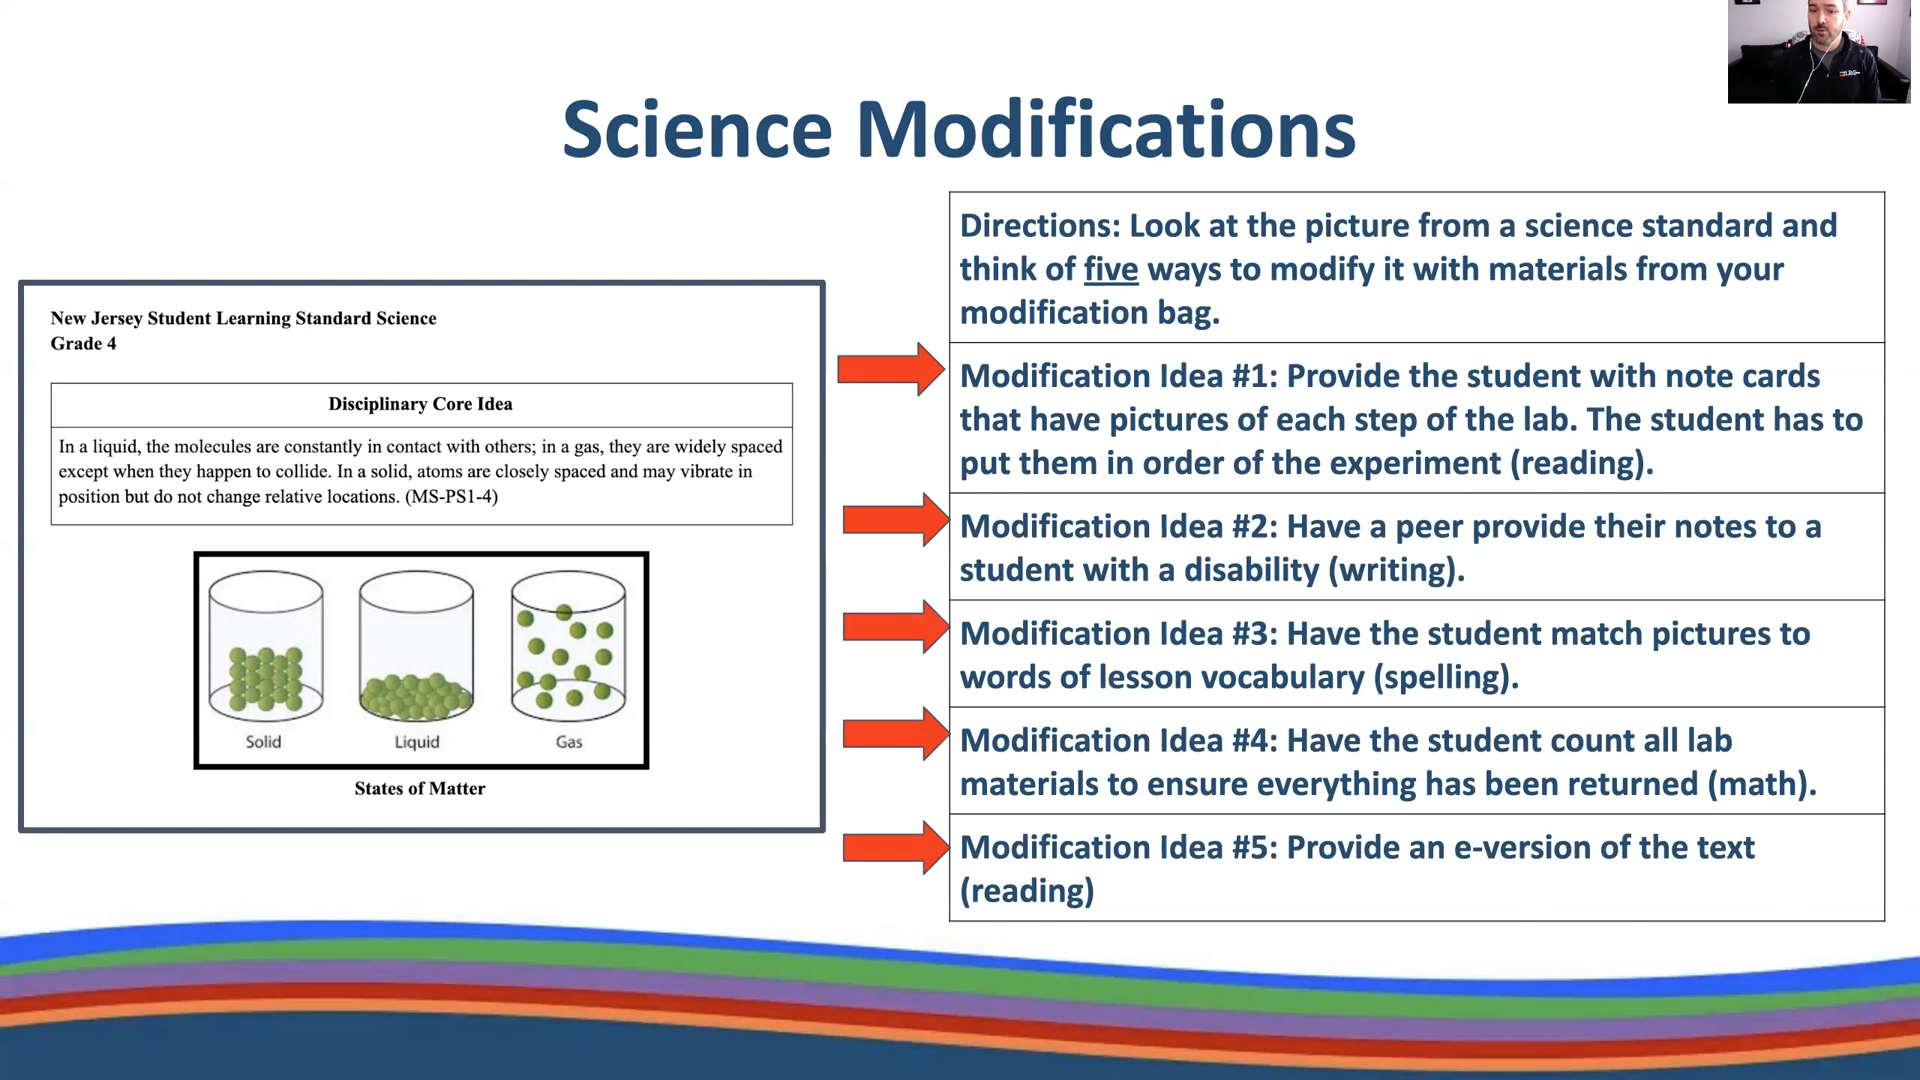 Science Modifications
New Jersey Student Learning Standard Science
Grade 4
Disciplinary Core Idea
In a liquid, the molecules are constantly in contact with others; in a gas, they are widely spaced
except when they happen to collide. In a solid, atoms are closely spaced and may vibrate in
position but do not change relative locations. (MS-PS1-4)
Solid Liquid Gas
States of Matter
Directions: Look at the picture from a science standard and
think of five ways to modify it with materials from your
modification bag.
Modification Idea #1: Provide the student with note cards
that have pictures of each step of the lab. The student has to
put them in order of the experiment (reading).
Modification Idea #2: Have a peer provide their notes to a
student with a disability (writing).
Modification Idea #3: Have the student match pictures to
words of lesson vocabulary (spelling).
Modification Idea #4: Have the student count all lab
materials to ensure everything has been returned (math).
Modification Idea #5: Provide an e-version of the text
(reading)